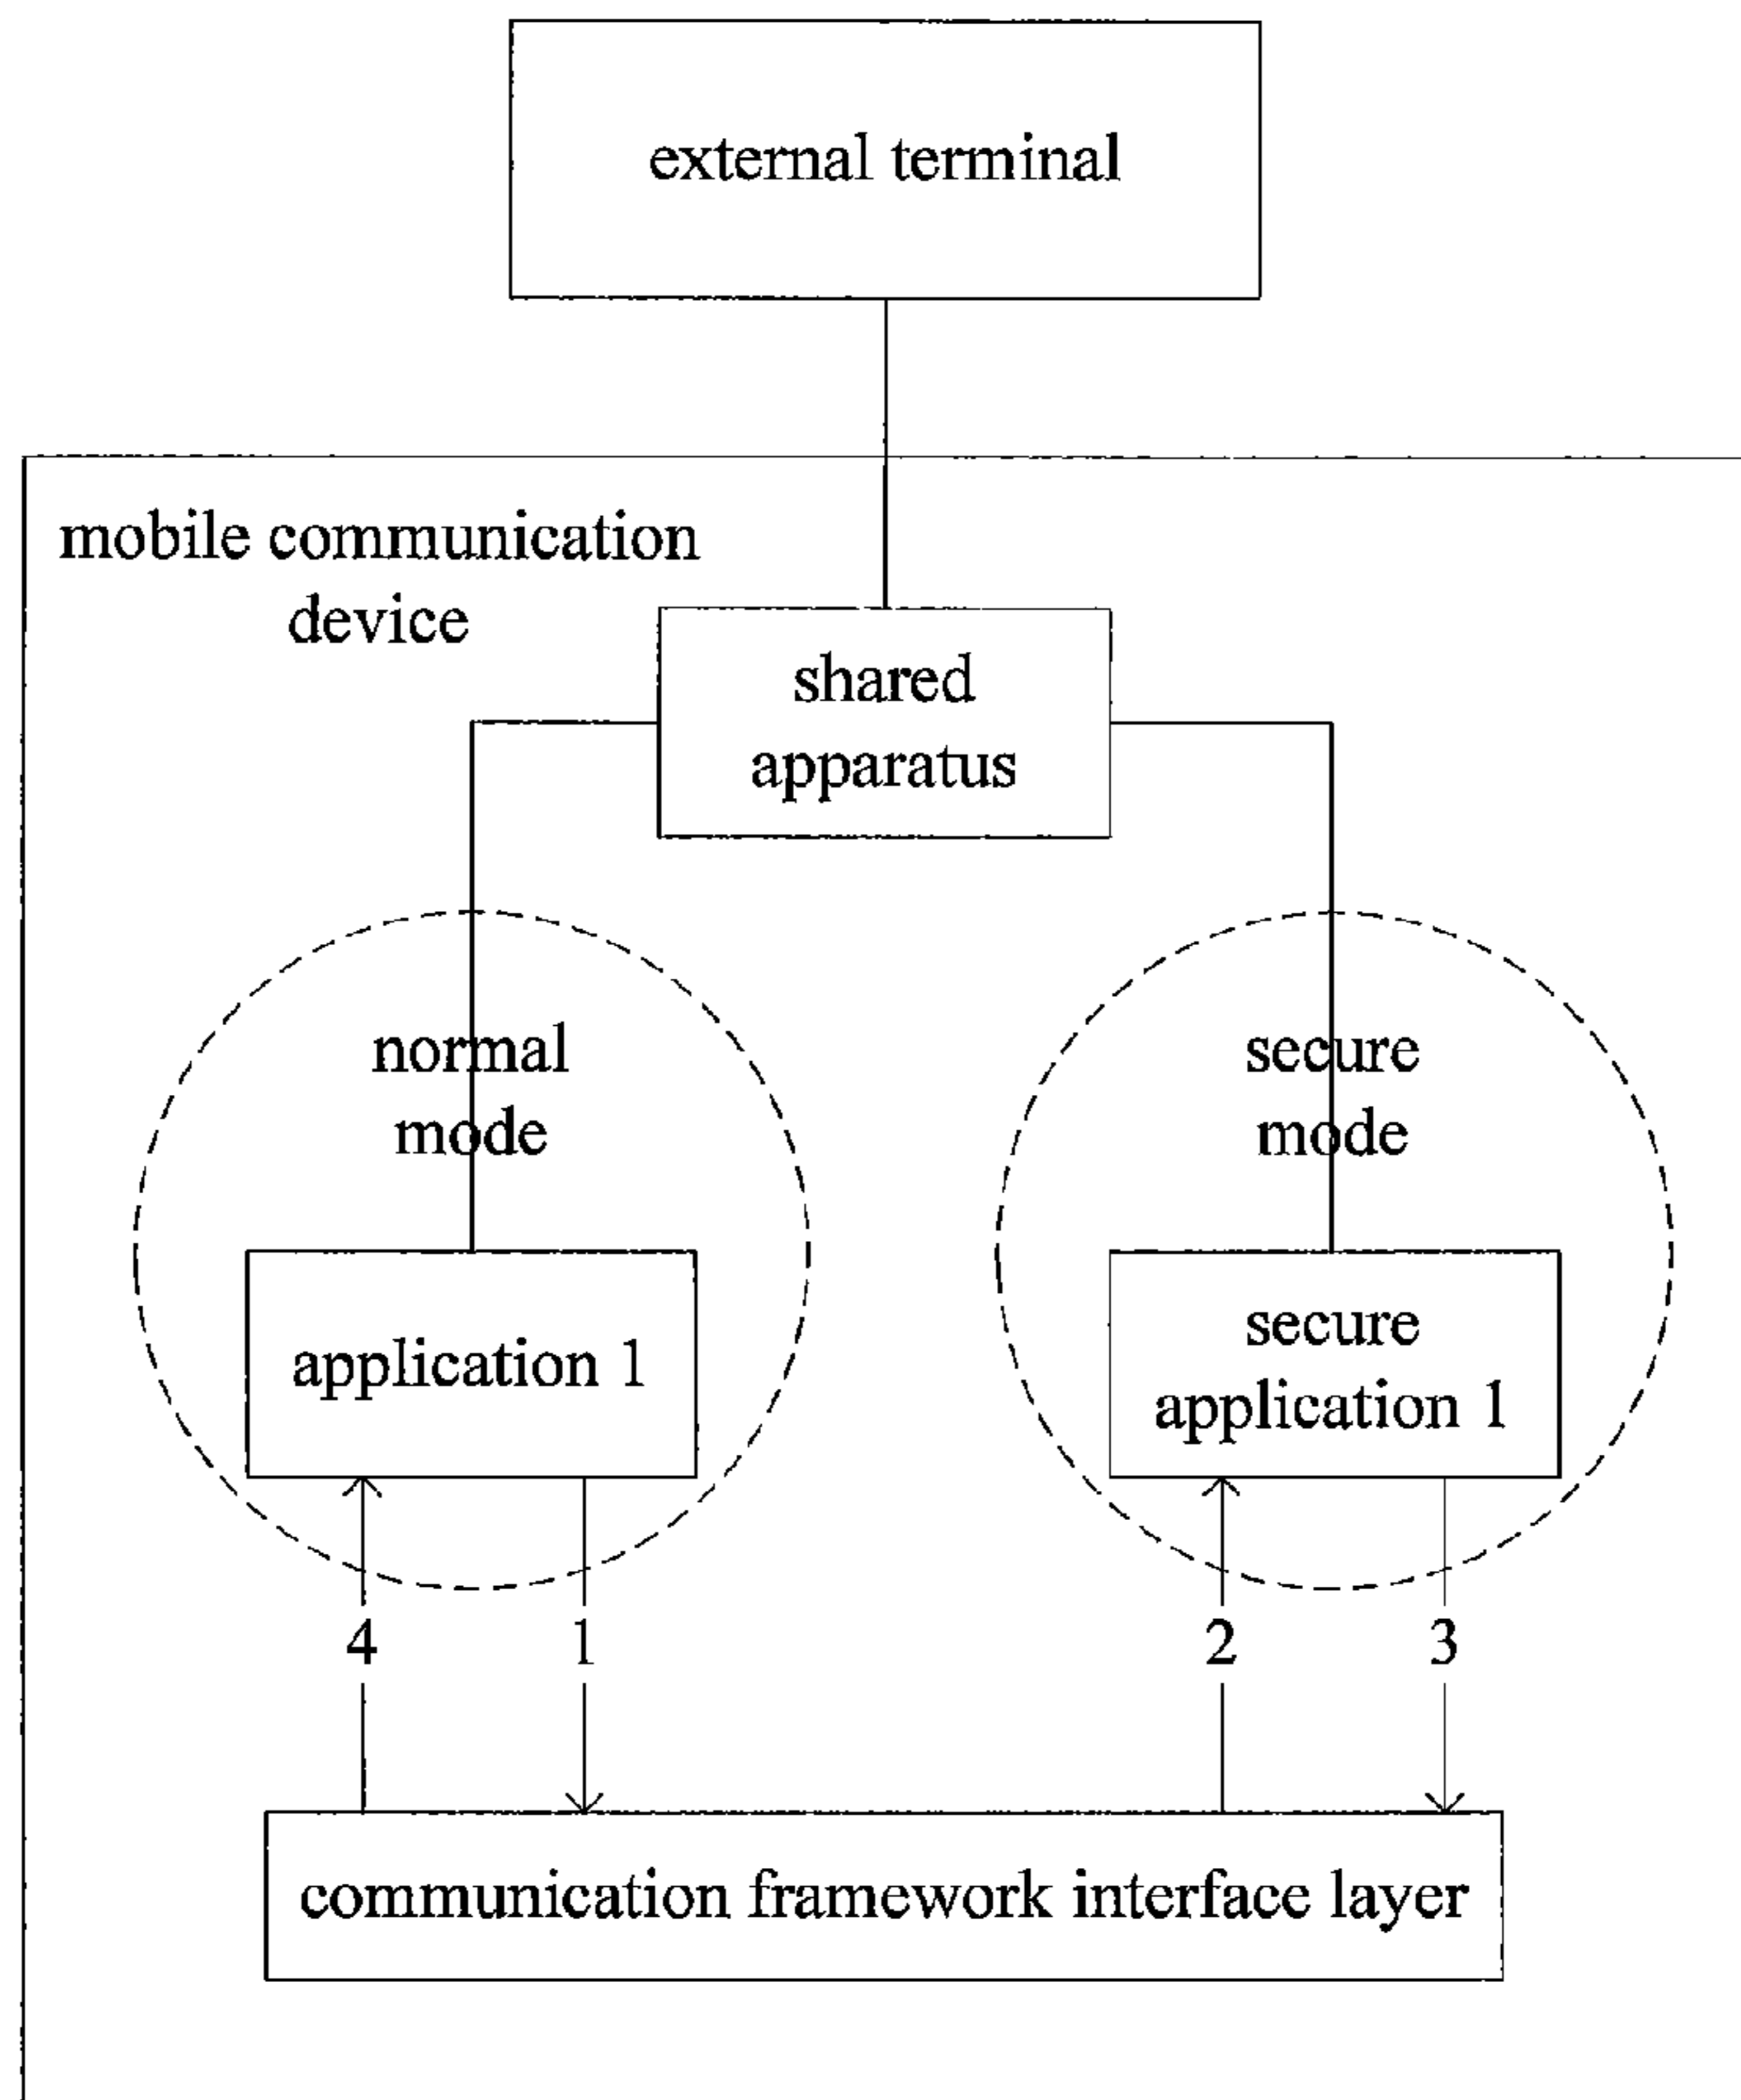 external terminal
mobile communication
device
shared
apparatus
normal
mode
secure
mode
application 1
secure
application 1
4
1
2
3
communication framework interface layer